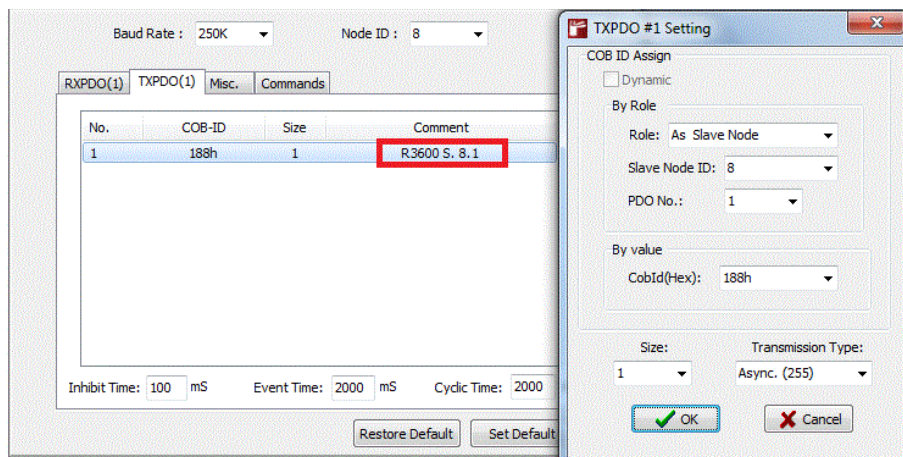 Baud Rate : 250K Node ID : 8
RXPDO(1) TXPDO(1) Misc. Commands
No. COB-ID Size Comment
1 188h 1 R3600 S. 8.1
Inhibit Time: 100 mS Event Time: 2000 mS Cyclic Time: 2000
Restore Default Set Default
TXPDO #1 Setting
COB ID Assign
Dynamic
By Role
Role: As Slave Node
Slave Node ID: 8
PDO No.: 1
By value
CobId(Hex): 188h
Size: Transmission Type:
1 Async. (255)
OK Cancel